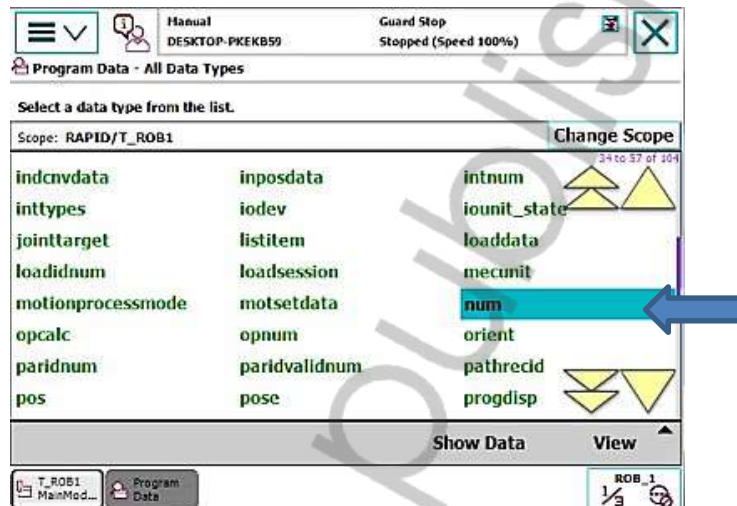 Manual Guard Stop
DESKTOP-PKEKB59 Stopped (Speed 100%)
Program Data - All Data Types
Select a data type from the list.
Scope: RAPID/T_ROB1 Change Scope
34 to 57 of 104
indcnvdata inposdata intnum
inttypes iodev iounit_state
jointtarget listitem loaddata
loadidnum loadsession mecunit
motionprocessmode motsetdata num
opcalc opnum orient
paridnum paridvalidnum pathrecid
pos pose progdisp
Show Data View
T_ROB1 MainMod... Program Data
ROB_1
1/3
publis